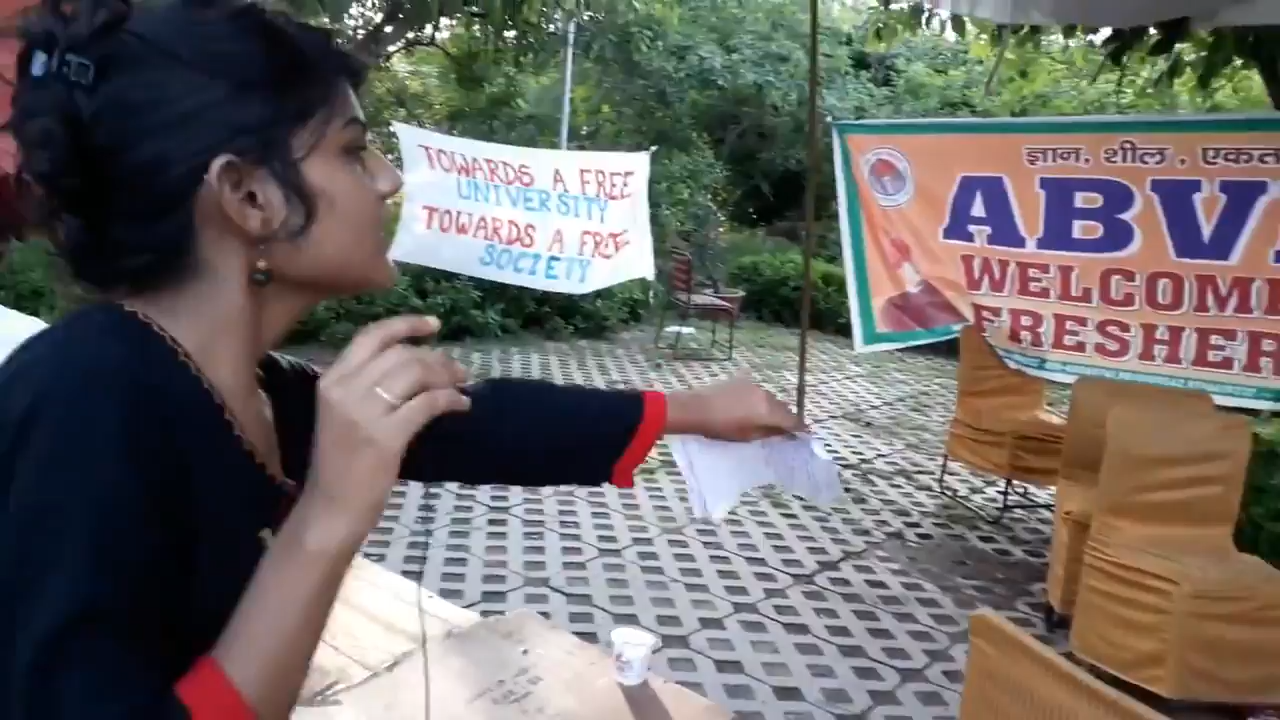 TOWARDS A FREE
UNIVERSITY
TOWARDS A FREE
SOCIETY
ज्ञान, शील, एकता
ABV
WELCOME
FRESHER